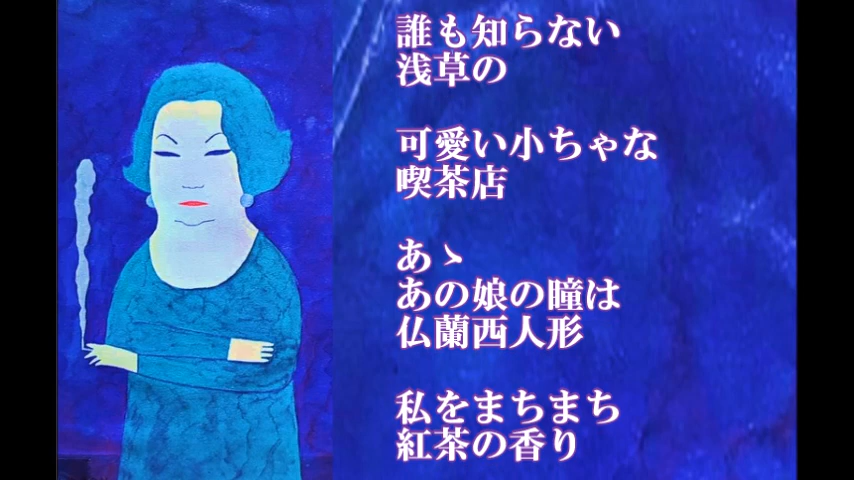 誰も知らない
浅草の
可愛い小ちゃな
喫茶店
あゝ
あの娘の瞳は
仏蘭西人形
私をまちまち
紅茶の香り